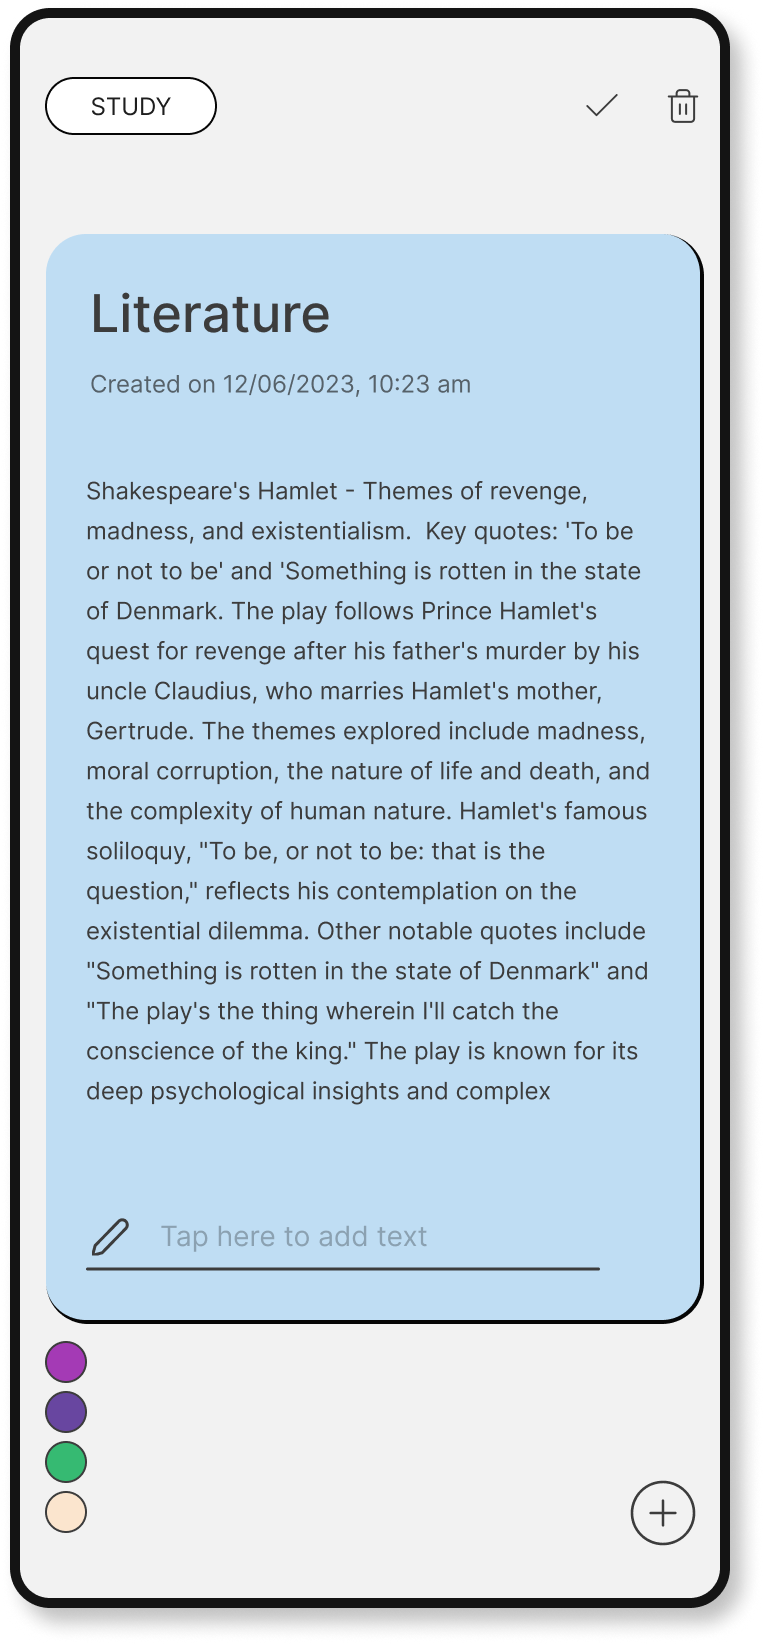 STUDY
Literature
Created on 12/06/2023, 10:23 am
Shakespeare's Hamlet - Themes of revenge,
madness, and existentialism.  Key quotes: 'To be
or not to be' and 'Something is rotten in the state
of Denmark. The play follows Prince Hamlet's
quest for revenge after his father's murder by his
uncle Claudius, who marries Hamlet's mother,
Gertrude. The themes explored include madness,
moral corruption, the nature of life and death, and
the complexity of human nature. Hamlet's famous
soliloquy, "To be, or not to be: that is the
question," reflects his contemplation on the
existential dilemma. Other notable quotes include
"Something is rotten in the state of Denmark" and
"The play's the thing wherein I'll catch the
conscience of the king." The play is known for its
deep psychological insights and complex
Tap here to add text